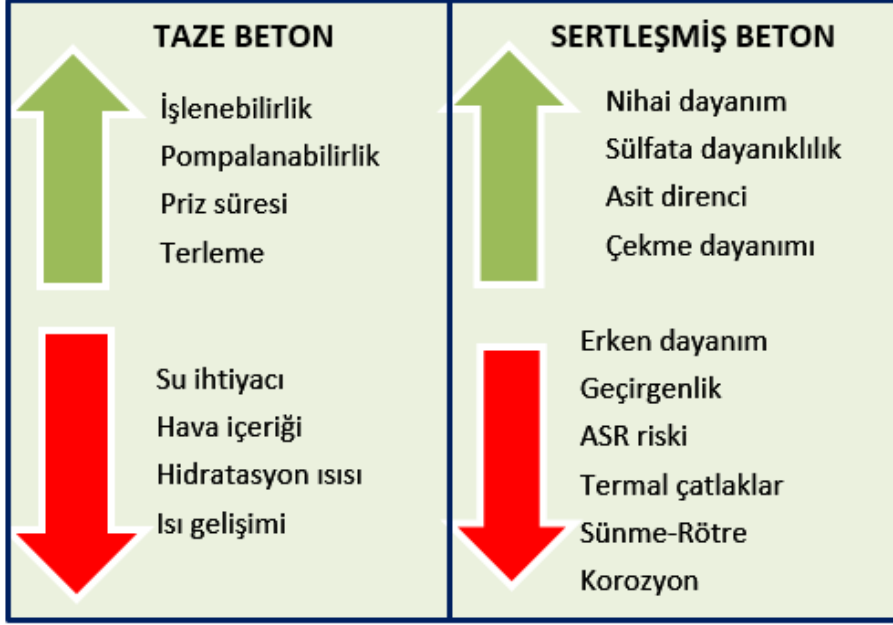 TAZE BETON
İşlenebilirlik
Pompalanabilirlik
Priz süresi
Terleme
Su ihtiyacı
Hava içeriği
Hidratasyon ısısı
Isı gelişimi
SERTLEŞMİŞ BETON
Nihai dayanım
Sülfata dayanıklılık
Asit direnci
Çekme dayanımı
Erken dayanım
Geçirgenlik
ASR riski
Termal çatlaklar
Sünme-Rötre
Korozyon